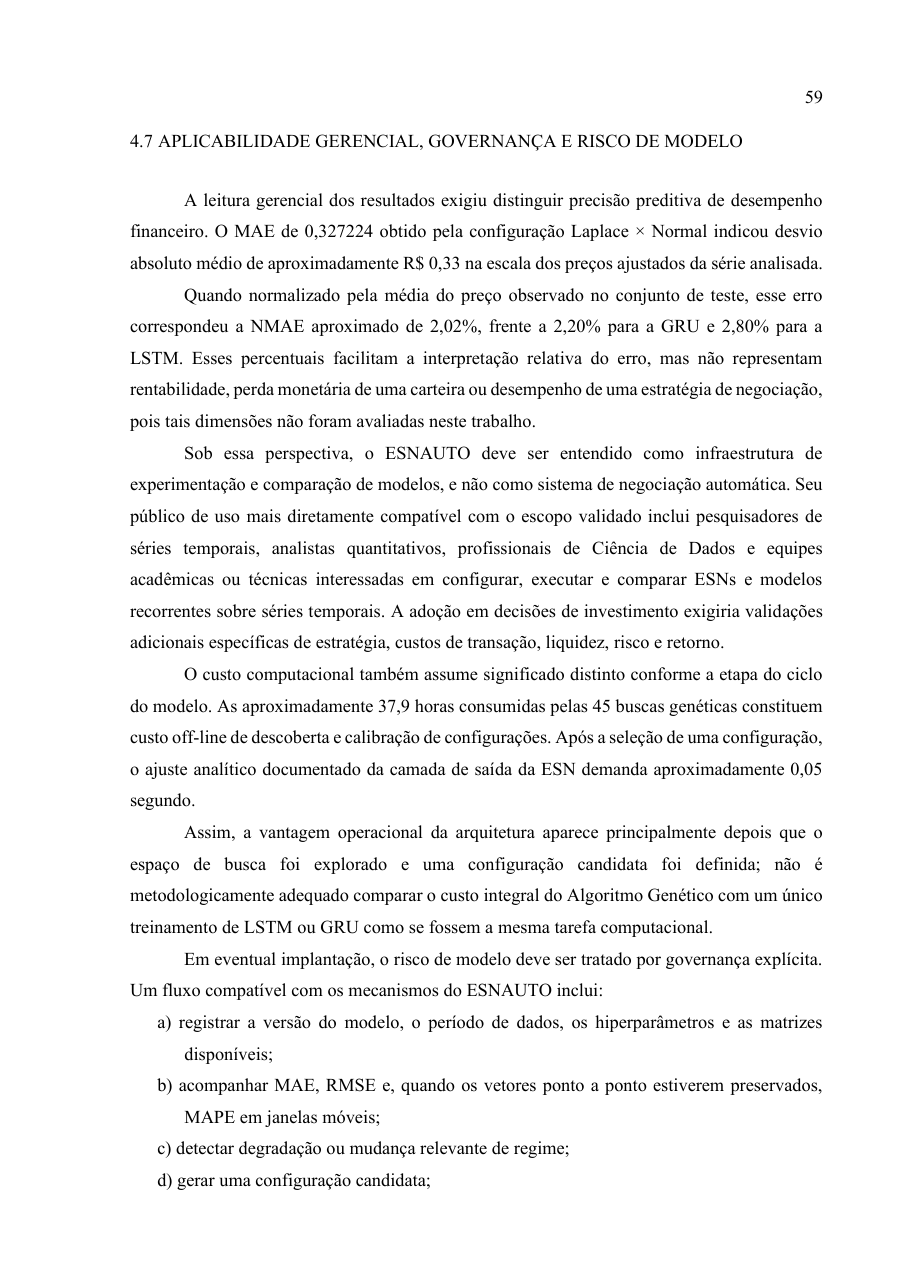 59
4.7 APLICABILIDADE GERENCIAL, GOVERNANÇA E RISCO DE MODELO
A leitura gerencial dos resultados exigiu distinguir precisão preditiva de desempenho
financeiro. O MAE de 0,327224 obtido pela configuração Laplace × Normal indicou desvio
absoluto médio de aproximadamente R$ 0,33 na escala dos preços ajustados da série analisada.
Quando normalizado pela média do preço observado no conjunto de teste, esse erro
correspondeu a NMAE aproximado de 2,02%, frente a 2,20% para a GRU e 2,80% para a
LSTM. Esses percentuais facilitam a interpretação relativa do erro, mas não representam
rentabilidade, perda monetária de uma carteira ou desempenho de uma estratégia de negociação,
pois tais dimensões não foram avaliadas neste trabalho.
Sob essa perspectiva, o ESNAUTO deve ser entendido como infraestrutura de
experimentação e comparação de modelos, e não como sistema de negociação automática. Seu
público de uso mais diretamente compatível com o escopo validado inclui pesquisadores de
séries temporais, analistas quantitativos, profissionais de Ciência de Dados e equipes
acadêmicas ou técnicas interessadas em configurar, executar e comparar ESNs e modelos
recorrentes sobre séries temporais. A adoção em decisões de investimento exigiria validações
adicionais específicas de estratégia, custos de transação, liquidez, risco e retorno.
O custo computacional também assume significado distinto conforme a etapa do ciclo
do modelo. As aproximadamente 37,9 horas consumidas pelas 45 buscas genéticas constituem
custo off-line de descoberta e calibração de configurações. Após a seleção de uma configuração,
o ajuste analítico documentado da camada de saída da ESN demanda aproximadamente 0,05
segundo.
Assim, a vantagem operacional da arquitetura aparece principalmente depois que o
espaço de busca foi explorado e uma configuração candidata foi definida; não é
metodologicamente adequado comparar o custo integral do Algoritmo Genético com um único
treinamento de LSTM ou GRU como se fossem a mesma tarefa computacional.
Em eventual implantação, o risco de modelo deve ser tratado por governança explícita.
Um fluxo compatível com os mecanismos do ESNAUTO inclui:
a) registrar a versão do modelo, o período de dados, os hiperparâmetros e as matrizes
disponíveis;
b) acompanhar MAE, RMSE e, quando os vetores ponto a ponto estiverem preservados,
MAPE em janelas móveis;
c) detectar degradação ou mudança relevante de regime;
d) gerar uma configuração candidata;